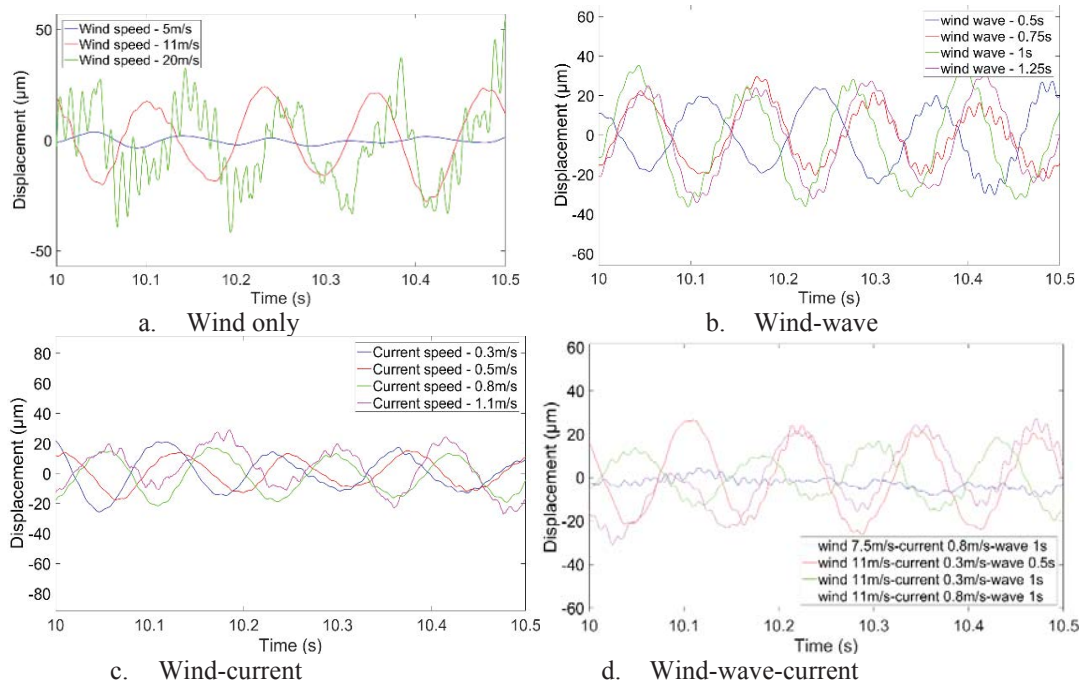 50
0
-50
Displacement (μm)
Wind speed - 5m/s
Wind speed - 11m/s
Wind speed - 20m/s
10 10.1 10.2 10.3 10.4 10.5
Time (s)
a. Wind only
60
40
20
0
-20
-40
-60
Displacement (μm)
wind wave - 0.5s
wind wave - 0.75s
wind wave - 1s
wind wave - 1.25s
10 10.1 10.2 10.3 10.4 10.5
Time (s)
b. Wind-wave
80
60
40
20
0
-20
-40
-60
-80
Displacement (μm)
Current speed - 0.3m/s
Current speed - 0.5m/s
Current speed - 0.8m/s
Current speed - 1.1m/s
10 10.1 10.2 10.3 10.4 10.5
Time (s)
c. Wind-current
60
40
20
0
-20
-40
-60
Displacement (μm)
wind 7.5m/s-current 0.8m/s-wave 1s
wind 11m/s-current 0.3m/s-wave 0.5s
wind 11m/s-current 0.3m/s-wave 1s
wind 11m/s-current 0.8m/s-wave 1s
10 10.1 10.2 10.3 10.4 10.5
Time (s)
d. Wind-wave-current